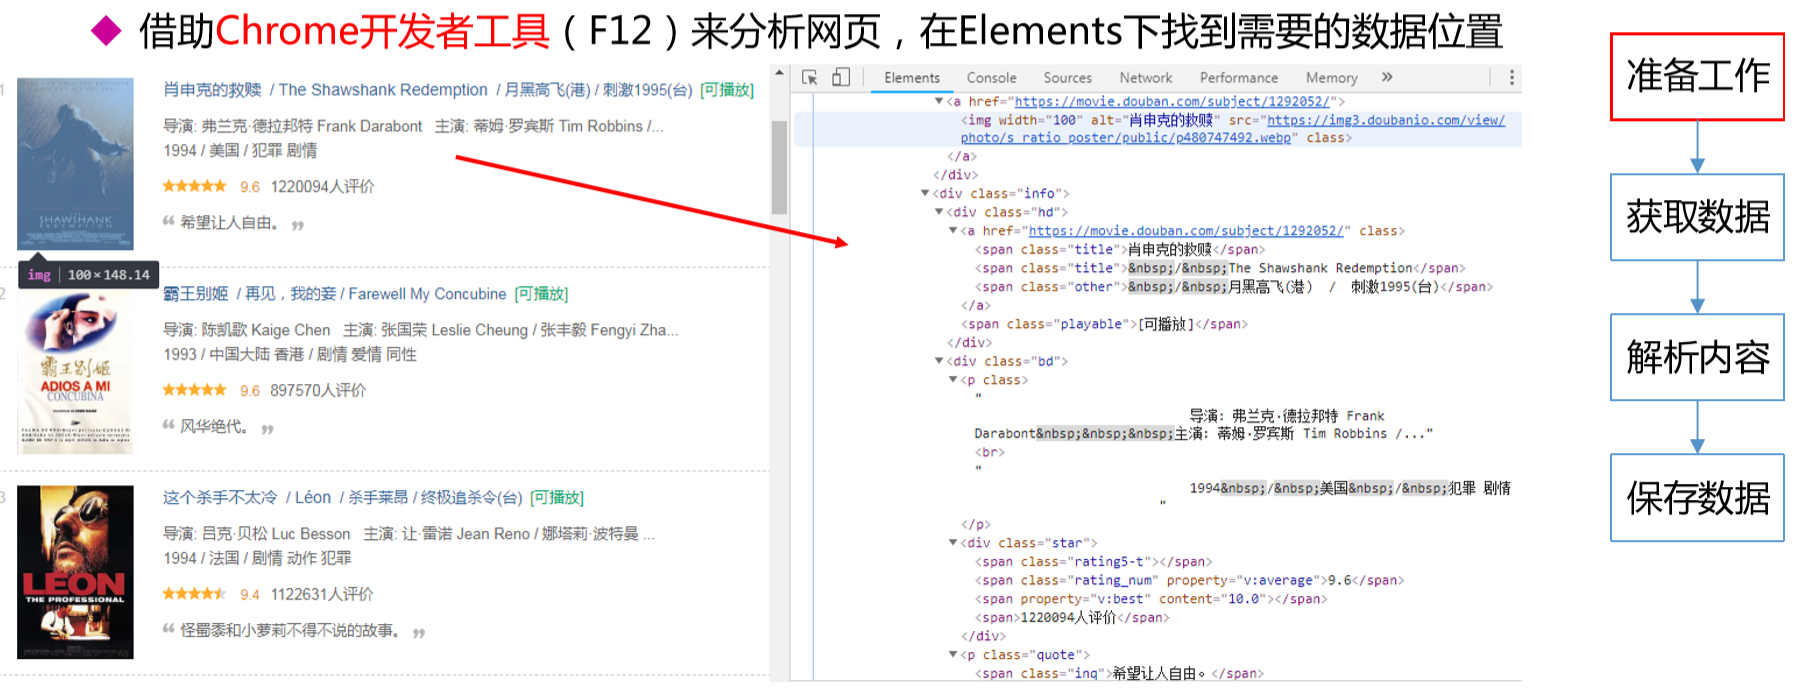 借助Chrome开发者工具（F12）来分析网页，在Elements下找到需要的数据位置
1
肖申克的救赎 / The Shawshank Redemption / 月黑高飞(港) / 刺激1995(台) [可播放]
导演: 弗兰克·德拉邦特 Frank Darabont 主演: 蒂姆·罗宾斯 Tim Robbins /...
1994 / 美国 / 犯罪 剧情
9.6 1220094人评价
“ 希望让人自由。 ”
SHAWSHANK
REDEMPTION
img | 100×148.14
2
霸王别姬 / 再见，我的妾 / Farewell My Concubine [可播放]
导演: 陈凯歌 Kaige Chen 主演: 张国荣 Leslie Cheung / 张丰毅 Fengyi Zha...
1993 / 中国大陆 香港 / 剧情 爱情 同性
9.6 897570人评价
“ 风华绝代。 ”
霸王别姬
ADIOS A MI
CONCUBINA
3
这个杀手不太冷 / Léon / 杀手莱昂 / 终极追杀令(台) [可播放]
导演: 吕克·贝松 Luc Besson 主演: 让·雷诺 Jean Reno / 娜塔莉·波特曼 ...
1994 / 法国 / 剧情 动作 犯罪
9.4 1122631人评价
“ 怪蜀黍和小萝莉不得不说的故事。 ”
LEON
THE PROFESSIONAL
Elements Console Sources Network Performance Memory »
▼<a href="https://movie.douban.com/subject/1292052/">
<img width="100" alt="肖申克的救赎" src="https://img3.doubanio.com/view/
photo/s_ratio_poster/public/p480747492.webp" class>
</a>
</div>
▼<div class="info">
▼<div class="hd">
▼<a href="https://movie.douban.com/subject/1292052/" class>
<span class="title">肖申克的救赎</span>
<span class="title">&nbsp;/&nbsp;The Shawshank Redemption</span>
<span class="other">&nbsp;/&nbsp;月黑高飞(港) / 刺激1995(台)</span>
</a>
<span class="playable">[可播放]</span>
</div>
▼<div class="bd">
▼<p class>
"
导演: 弗兰克·德拉邦特 Frank
Darabont&nbsp;&nbsp;&nbsp;主演: 蒂姆·罗宾斯 Tim Robbins /..."
<br>
"
1994&nbsp;/&nbsp;美国&nbsp;/&nbsp;犯罪 剧情
"
</p>
▼<div class="star">
<span class="rating5-t"></span>
<span class="rating_num" property="v:average">9.6</span>
<span property="v:best" content="10.0"></span>
<span>1220094人评价</span>
</div>
▼<p class="quote">
<span class="inq">希望让人自由。</span>
准备工作
获取数据
解析内容
保存数据